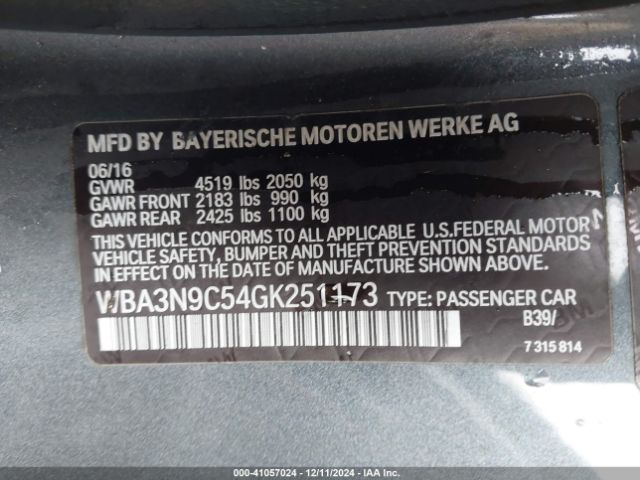 MFD BY BAYERISCHE MOTOREN WERKE AG
06/16
GVWR 4519 lbs 2050 kg
GAWR FRONT 2183 lbs 990 kg
GAWR REAR 2425 lbs 1100 kg
THIS VEHICLE CONFORMS TO ALL APPLICABLE U.S.FEDERAL MOTOR
VEHICLE SAFETY, BUMPER AND THEFT PREVENTION STANDARDS
IN EFFECT ON THE DATE OF MANUFACTURE SHOWN ABOVE.
WBA3N9C54GK251173 TYPE: PASSENGER CAR
B39/
7 315 814
000-41057024 - 12/11/2024 - IAA Inc.